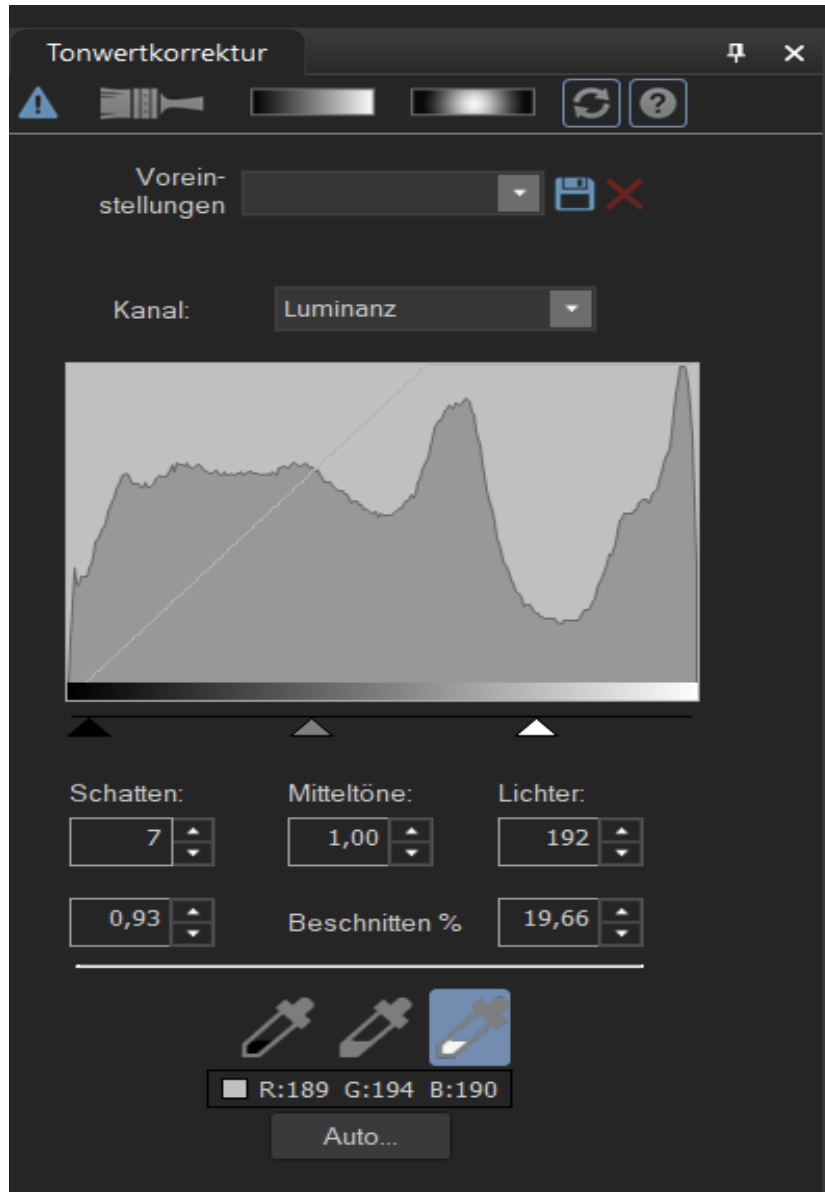 Tonwertkorrektur
Vorein-
stellungen
Kanal: Luminanz
Schatten: Mitteltöne: Lichter:
7 1,00 192
0,93 Beschnitten % 19,66
R:189 G:194 B:190
Auto...